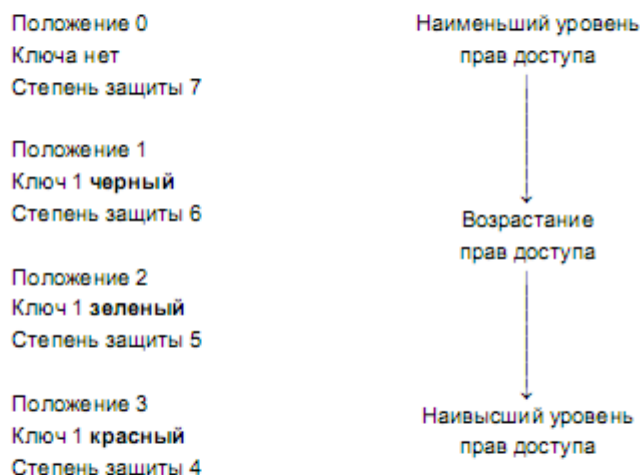 Положение 0
Ключа нет
Степень защиты 7
Положение 1
Ключ 1 черный
Степень защиты 6
Положение 2
Ключ 1 зеленый
Степень защиты 5
Положение 3
Ключ 1 красный
Степень защиты 4
Наименьший уровень
прав доступа
Возрастание
прав доступа
Наивысший уровень
прав доступа